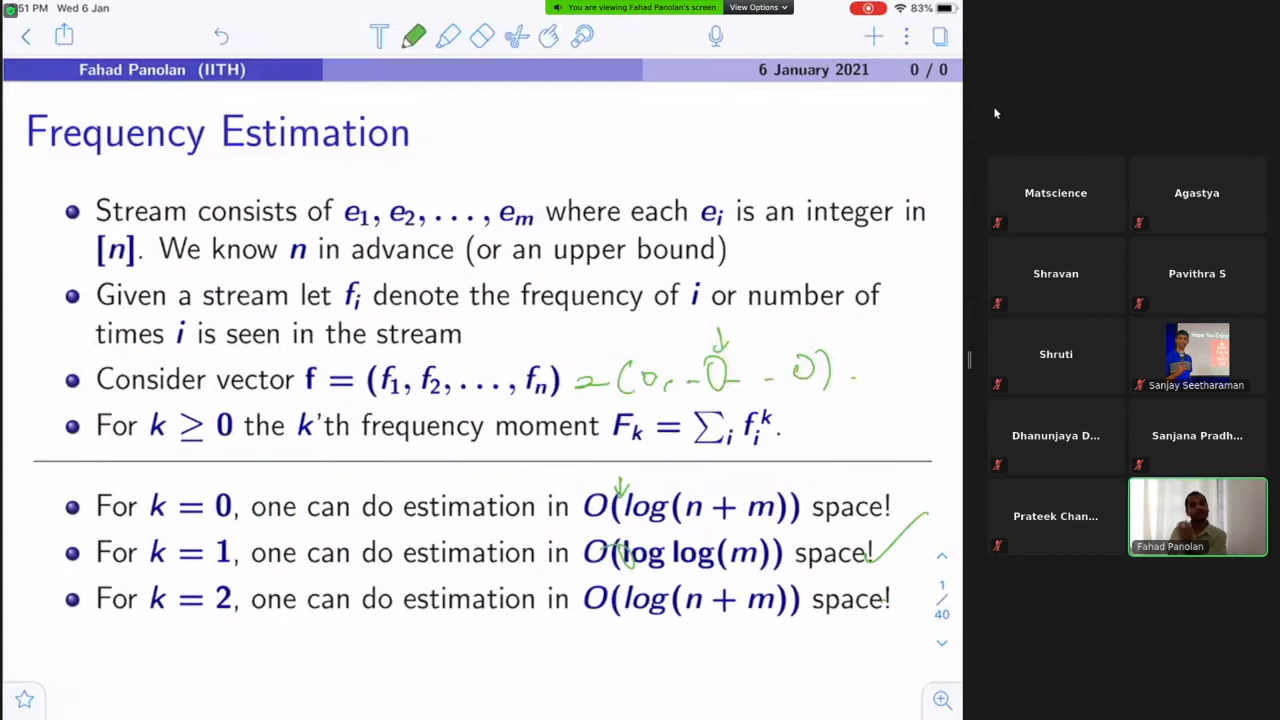 :51 PM Wed 6 Jan
You are viewing Fahad Panolan's screen
View Options
83%
Fahad Panolan (IITH)
6 January 2021 0 / 0
Frequency Estimation
Stream consists of e₁, e₂, . . . , eₘ where each eᵢ is an integer in
[n]. We know n in advance (or an upper bound)
Given a stream let fᵢ denote the frequency of i or number of
times i is seen in the stream
Consider vector f = (f₁, f₂, . . . , fₙ) = (0, - 0 - - 0) .
For k ≥ 0 the k'th frequency moment Fₖ = ∑ᵢ fᵢᵏ.
For k = 0, one can do estimation in O(log(n + m)) space!
For k = 1, one can do estimation in O(log log(m)) space!
For k = 2, one can do estimation in O(log(n + m)) space!
1
/
40
Matscience
Agastya
Shravan
Pavithra S
Shruti
Hope You Enjoy
Sanjay Seetharaman
Dhanunjaya D...
Sanjana Pradh...
Prateek Chan...
Fahad Panolan